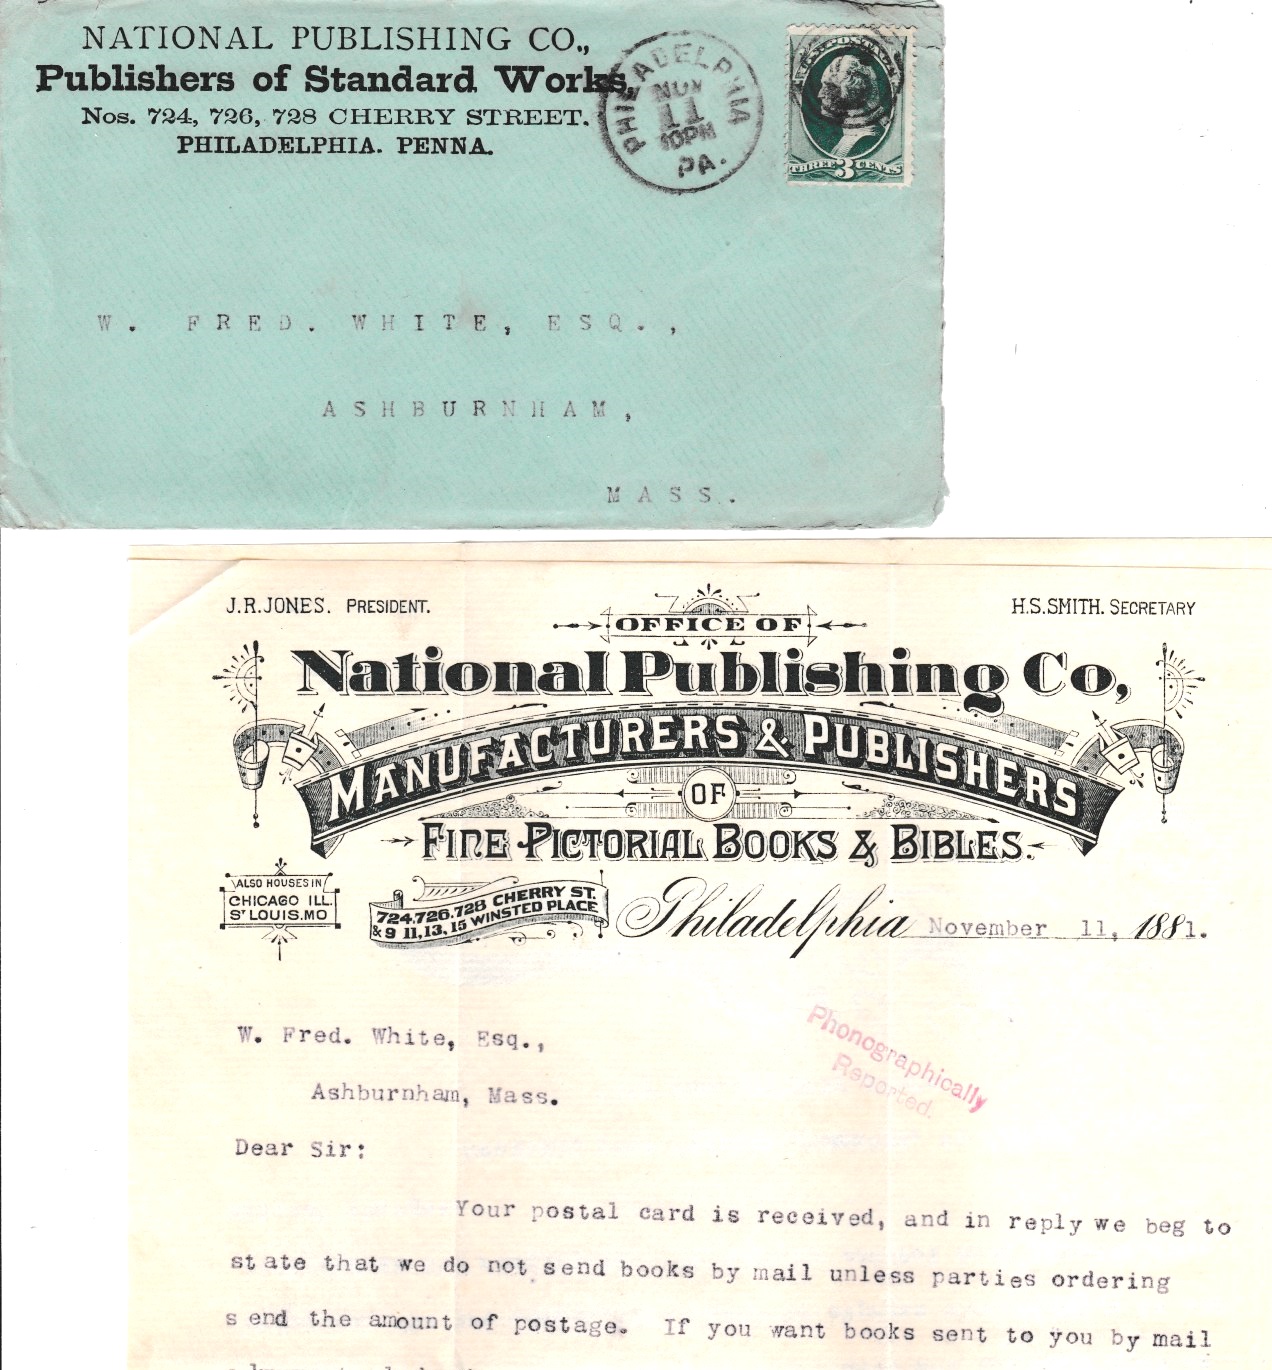 NATIONAL PUBLISHING CO.,
Publishers of Standard Works,
Nos. 724, 726, 728 CHERRY STREET.
PHILADELPHIA. PENNA.
PHILADELPHIA
NOV
11
10PM
PA.
U.S. POSTAGE
THREE 3 CENTS
W. FRED. WHITE, ESQ.,
ASHBURNHAM,
MASS.
J.R.JONES. PRESIDENT.
H.S.SMITH. SECRETARY
OFFICE OF
National Publishing Co,
MANUFACTURERS & PUBLISHERS
OF
FINE PICTORIAL BOOKS & BIBLES.
ALSO HOUSES IN
CHICAGO ILL.
ST LOUIS. MO
724, 726. 728 CHERRY ST.
& 9 11, 13, 15 WINSTED PLACE
Philadelphia November 11, 1881.
Phonographically
Reported.
W. Fred. White, Esq.,
Ashburnham, Mass.
Dear Sir:
Your postal card is received, and in reply we beg to
state that we do not send books by mail unless parties ordering
send the amount of postage. If you want books sent to you by mail